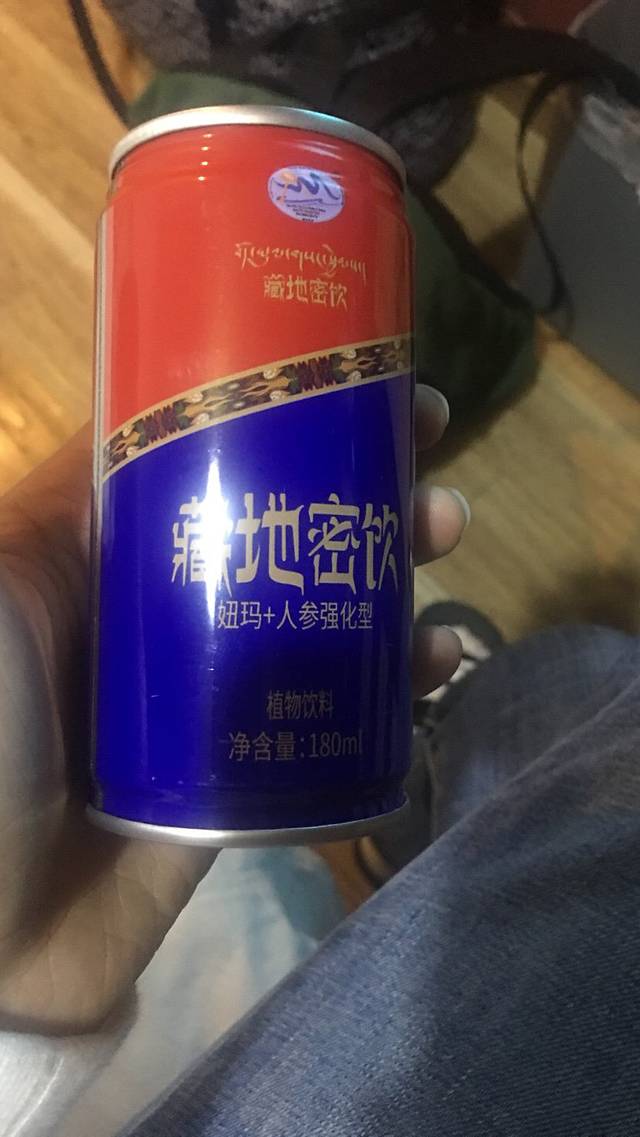 藏地密饮
藏地密饮
妞玛+人参强化型
植物饮料
净含量:180ml